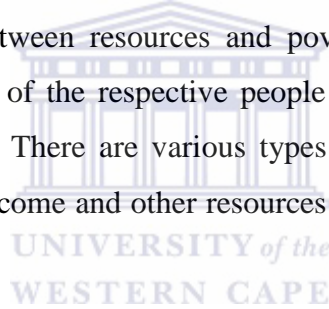 tween resources and pov
of the respective people
There are various types
come and other resources
UNIVERSITY of the
WESTERN CAPE